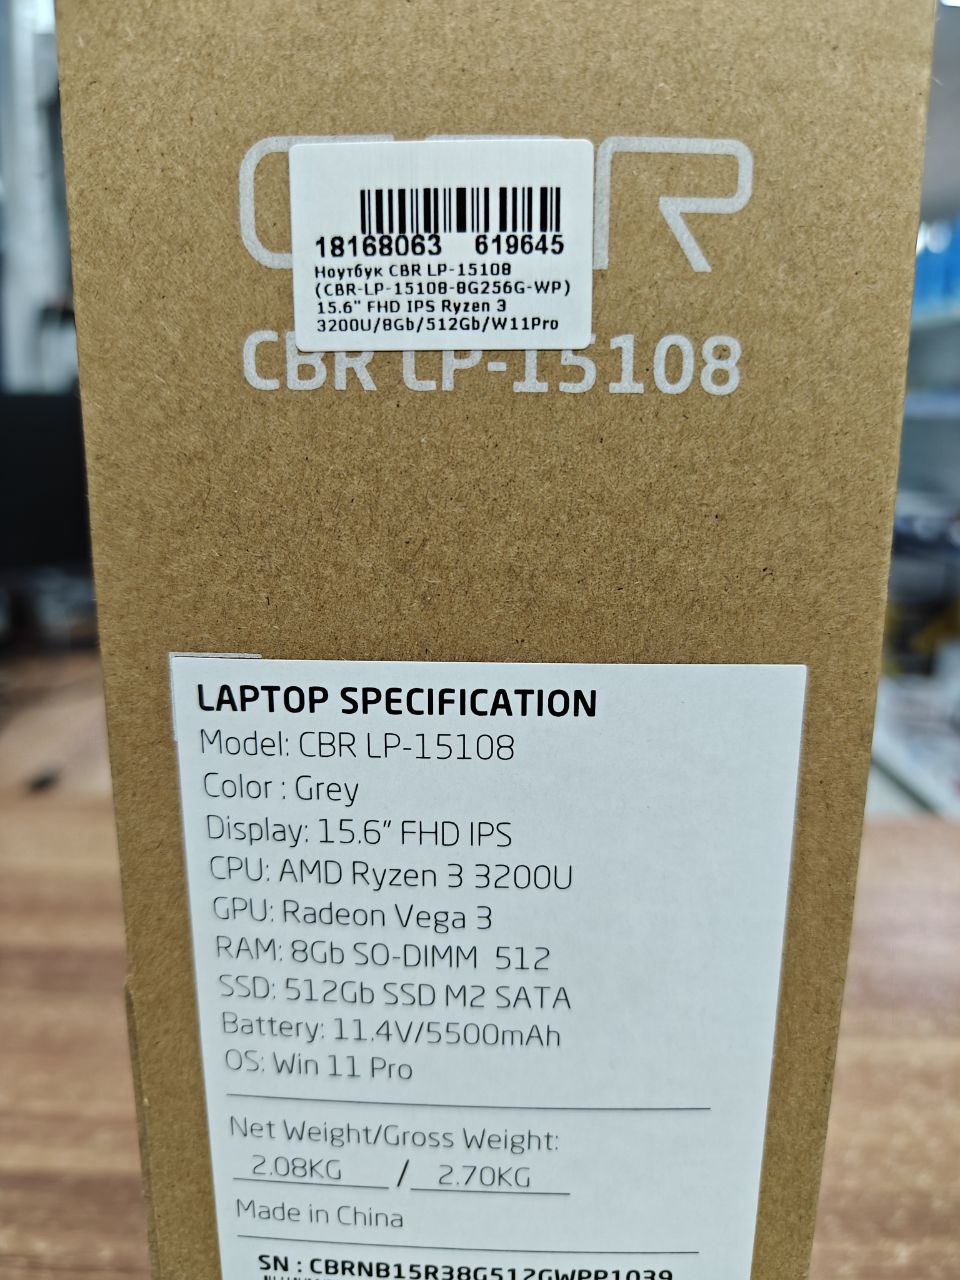 18168063 619645
Ноутбук CBR LP-15108
(CBR-LP-15108-8G256G-WP)
15.6" FHD IPS Ryzen 3
3200U/8Gb/512Gb/W11Pro
CBR LP-15108
LAPTOP SPECIFICATION
Model: CBR LP-15108
Color : Grey
Display: 15.6” FHD IPS
CPU: AMD Ryzen 3 3200U
GPU: Radeon Vega 3
RAM: 8Gb SO-DIMM 512
SSD: 512Gb SSD M2 SATA
Battery: 11.4V/5500mAh
OS: Win 11 Pro
Net Weight/Gross Weight:
2.08KG / 2.70KG
Made in China
SN : CBRNB15R38G512GWPP1039